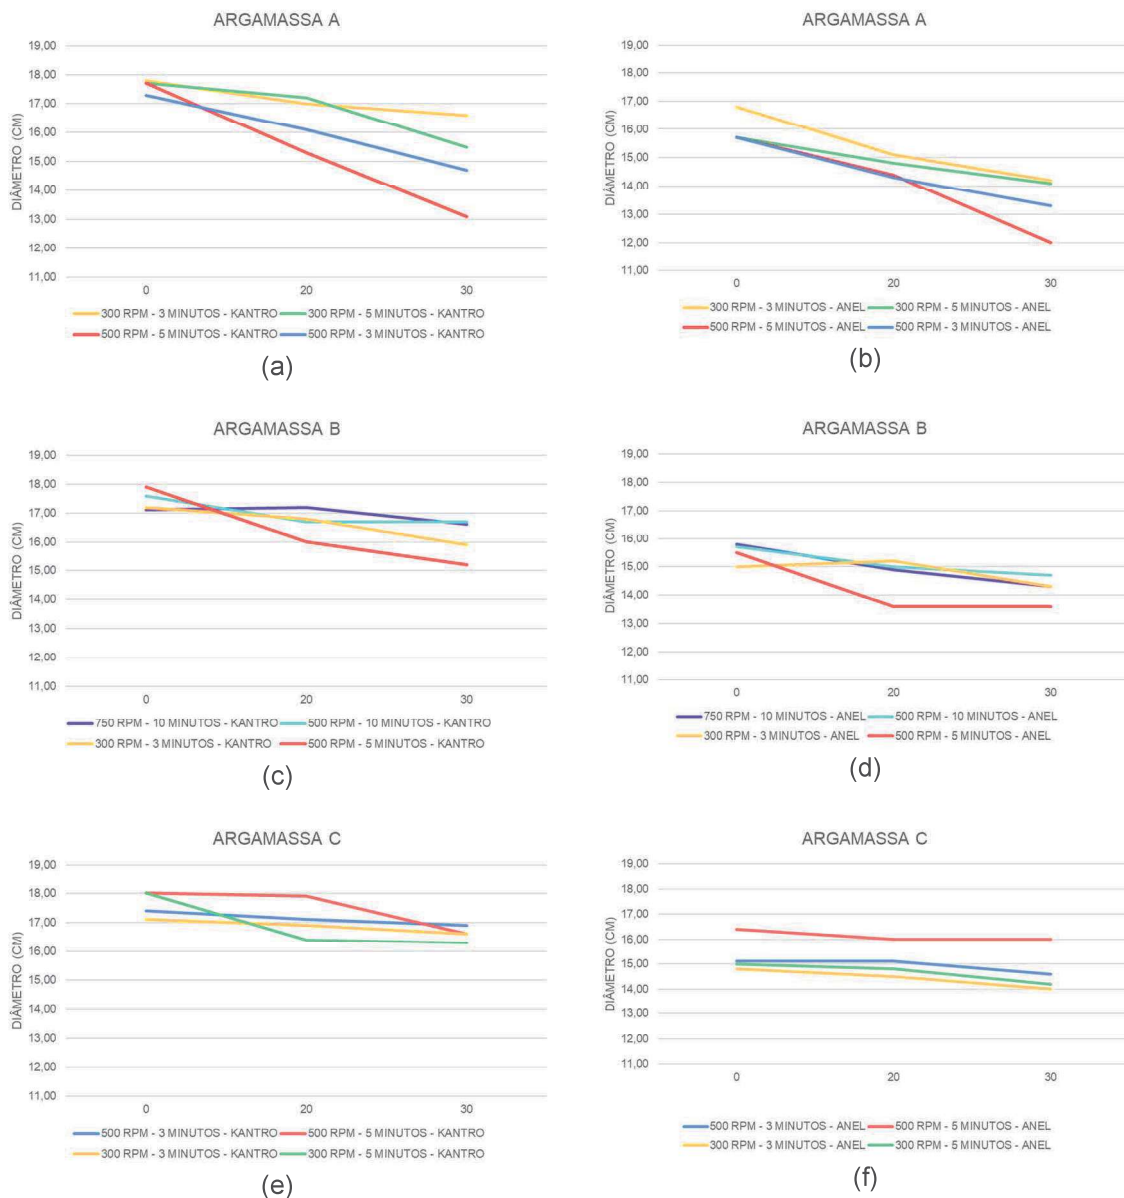 ARGAMASSA A
DIÂMETRO (CM)
19,00
18,00
17,00
16,00
15,00
14,00
13,00
12,00
11,00
0 20 30
300 RPM - 3 MINUTOS - KANTRO 300 RPM - 5 MINUTOS - KANTRO
500 RPM - 5 MINUTOS - KANTRO 500 RPM - 3 MINUTOS - KANTRO
(a)
ARGAMASSA A
DIÂMETRO (CM)
19,00
18,00
17,00
16,00
15,00
14,00
13,00
12,00
11,00
0 20 30
300 RPM - 3 MINUTOS - ANEL 300 RPM - 5 MINUTOS - ANEL
500 RPM - 5 MINUTOS - ANEL 500 RPM - 3 MINUTOS - ANEL
(b)
ARGAMASSA B
DIÂMETRO (CM)
19,00
18,00
17,00
16,00
15,00
14,00
13,00
12,00
11,00
0 20 30
750 RPM - 10 MINUTOS - KANTRO 500 RPM - 10 MINUTOS - KANTRO
300 RPM - 3 MINUTOS - KANTRO 500 RPM - 5 MINUTOS - KANTRO
(c)
ARGAMASSA B
DIÂMETRO (CM)
19,00
18,00
17,00
16,00
15,00
14,00
13,00
12,00
11,00
0 20 30
750 RPM - 10 MINUTOS - ANEL 500 RPM - 10 MINUTOS - ANEL
300 RPM - 3 MINUTOS - ANEL 500 RPM - 5 MINUTOS - ANEL
(d)
ARGAMASSA C
DIÂMETRO (CM)
19,00
18,00
17,00
16,00
15,00
14,00
13,00
12,00
11,00
0 20 30
500 RPM - 3 MINUTOS - KANTRO 500 RPM - 5 MINUTOS - KANTRO
300 RPM - 3 MINUTOS - KANTRO 300 RPM - 5 MINUTOS - KANTRO
(e)
ARGAMASSA C
DIÂMETRO (CM)
19,00
18,00
17,00
16,00
15,00
14,00
13,00
12,00
11,00
0 20 30
500 RPM - 3 MINUTOS - ANEL 500 RPM - 5 MINUTOS - ANEL
300 RPM - 3 MINUTOS - ANEL 300 RPM - 5 MINUTOS - ANEL
(f)